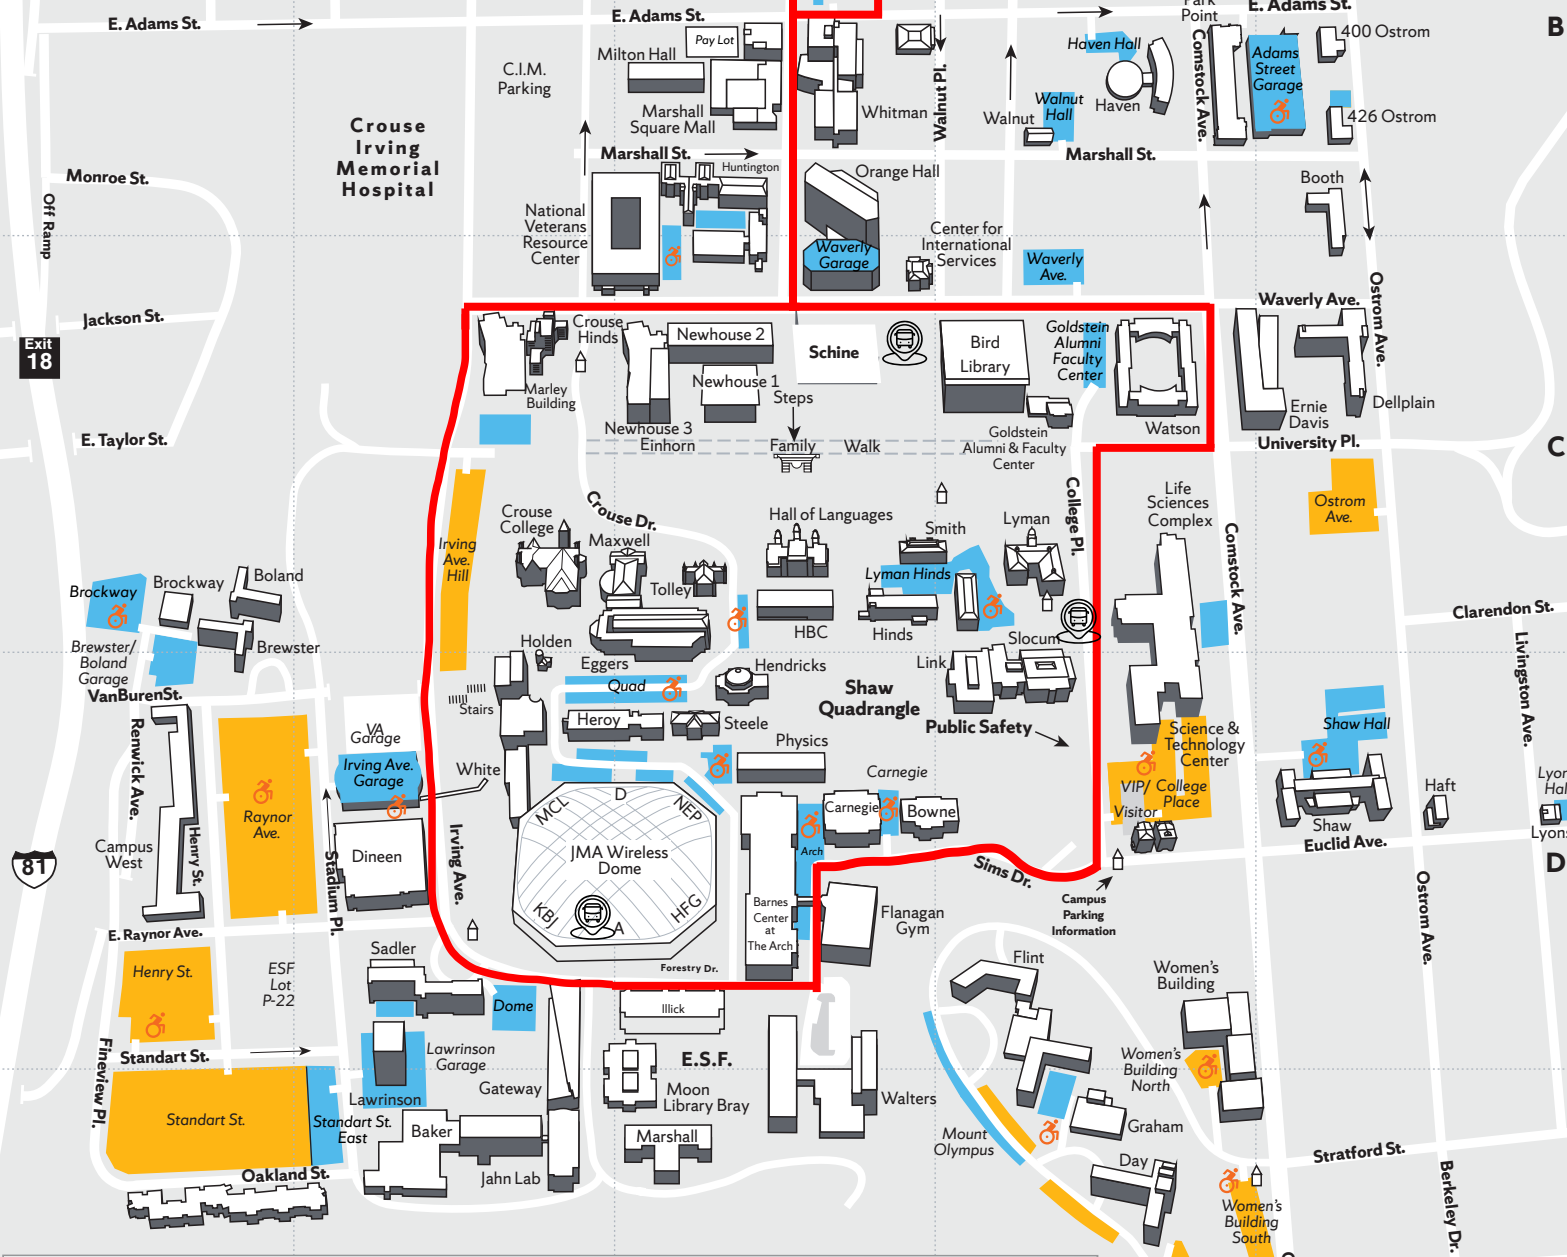 E. Adams St.
E. Adams St.
Park
Point
E. Adams St.
B
Pay Lot
Milton Hall
C.I.M.
Parking
Marshall
Square Mall
Whitman
Walnut Pl.
Haven Hall
Haven
Walnut
Hall
Walnut
Comstock Ave.
Adams
Street
Garage
400 Ostrom
426 Ostrom
Crouse
Irving
Memorial
Hospital
Marshall St.
Marshall St.
Huntington
Orange Hall
Monroe St.
Off Ramp
National
Veterans
Resource
Center
Waverly
Garage
Center for
International
Services
Waverly
Ave.
Booth
Ostrom Ave.
Waverly Ave.
Jackson St.
Exit
18
Crouse
Hinds
Marley
Building
Newhouse 2
Newhouse 1
Newhouse 3
Einhorn
Schine
Steps
Family
Walk
Bird
Library
Goldstein
Alumni
Faculty
Center
Goldstein
Alumni & Faculty
Center
Watson
Ernie
Davis
Dellplain
E. Taylor St.
University Pl.
C
College Pl.
Life
Sciences
Complex
Ostrom
Ave.
Comstock Ave.
Crouse Dr.
Crouse
College
Maxwell
Tolley
Hall of Languages
Smith
Lyman
Lyman Hinds
Irving
Ave.
Hill
Brockway
Brockway
Boland
Brewster
Brewster/
Boland
Garage
VanBurenSt.
HBC
Hinds
Slocum
Link
Holden
Eggers
Hendricks
Quad
Stairs
Heroy
Steele
Shaw
Quadrangle
Public Safety
Clarendon St.
Livingston Ave.
Renwick Ave.
VA
Garage
Irving Ave.
Garage
White
Physics
Carnegie
Carnegie
Bowne
Science &
Technology
Center
VIP/
Visitor
College
Place
Shaw Hall
Shaw
Haft
Lyon
Hal
Lyons
Raynor
Ave.
MCL
D
NEP
JMA Wireless
Dome
KBJ
A
HFG
Arch
Campus
West
Henry St.
Stadium Pl.
Dineen
Irving Ave.
Sims Dr.
Euclid Ave.
D
81
Barnes
Center
at
The Arch
Flanagan
Gym
Campus
Parking
Information
Ostrom Ave.
E. Raynor Ave.
Forestry Dr.
Henry St.
ESF
Lot
P-22
Sadler
Dome
Illick
Flint
Women's
Building
Standart St.
Lawrinson
Garage
Lawrinson
Gateway
E.S.F.
Moon
Library Bray
Walters
Women's
Building
North
Fineview Pl.
Standart St.
Standart St.
East
Baker
Marshall
Graham
Mount
Olympus
Stratford St.
Oakland St.
Jahn Lab
Day
Women's
Building
South
Berkeley Dr.